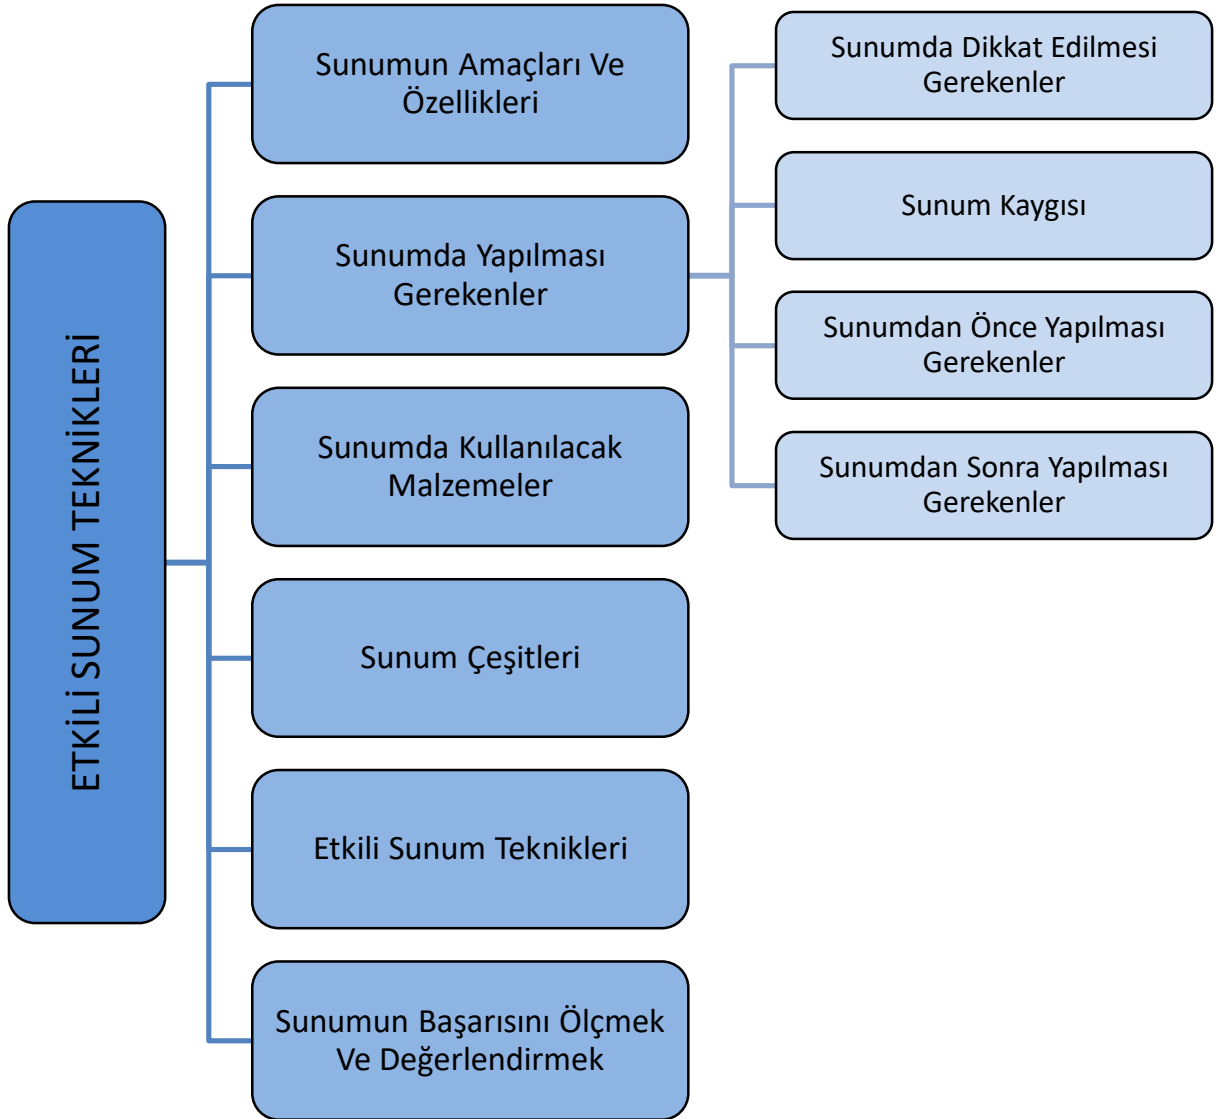 ETKİLİ SUNUM TEKNİKLERİ
Sunumun Amaçları Ve
Özellikleri
Sunumda Yapılması
Gerekenler
Sunumda Dikkat Edilmesi
Gerekenler
Sunum Kaygısı
Sunumdan Önce Yapılması
Gerekenler
Sunumdan Sonra Yapılması
Gerekenler
Sunumda Kullanılacak
Malzemeler
Sunum Çeşitleri
Etkili Sunum Teknikleri
Sunumun Başarısını Ölçmek
Ve Değerlendirmek